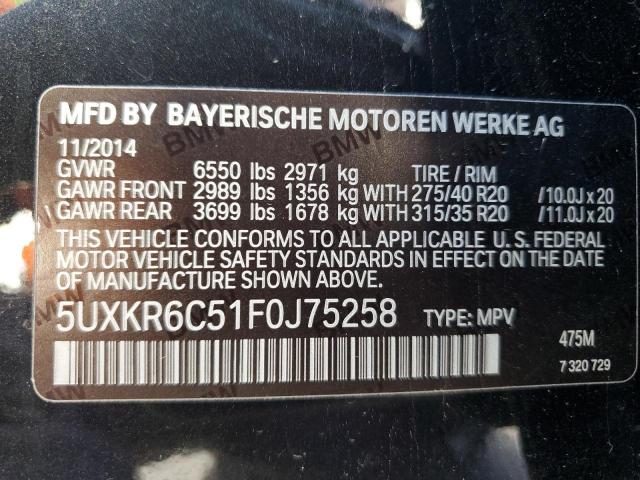 MFD BY BAYERISCHE MOTOREN WERKE AG
11/2014
GVWR 6550 lbs 2971 kg TIRE / RIM
GAWR FRONT 2989 lbs 1356 kg WITH 275/40 R20 /10.0J x 20
GAWR REAR 3699 lbs 1678 kg WITH 315/35 R20 /11.0J x 20
THIS VEHICLE CONFORMS TO ALL APPLICABLE U. S. FEDERAL
MOTOR VEHICLE SAFETY STANDARDS IN EFFECT ON THE DATE
OF MANUFACTURE SHOWN ABOVE.
5UXKR6C51F0J75258 TYPE: MPV
475M
7 320 729